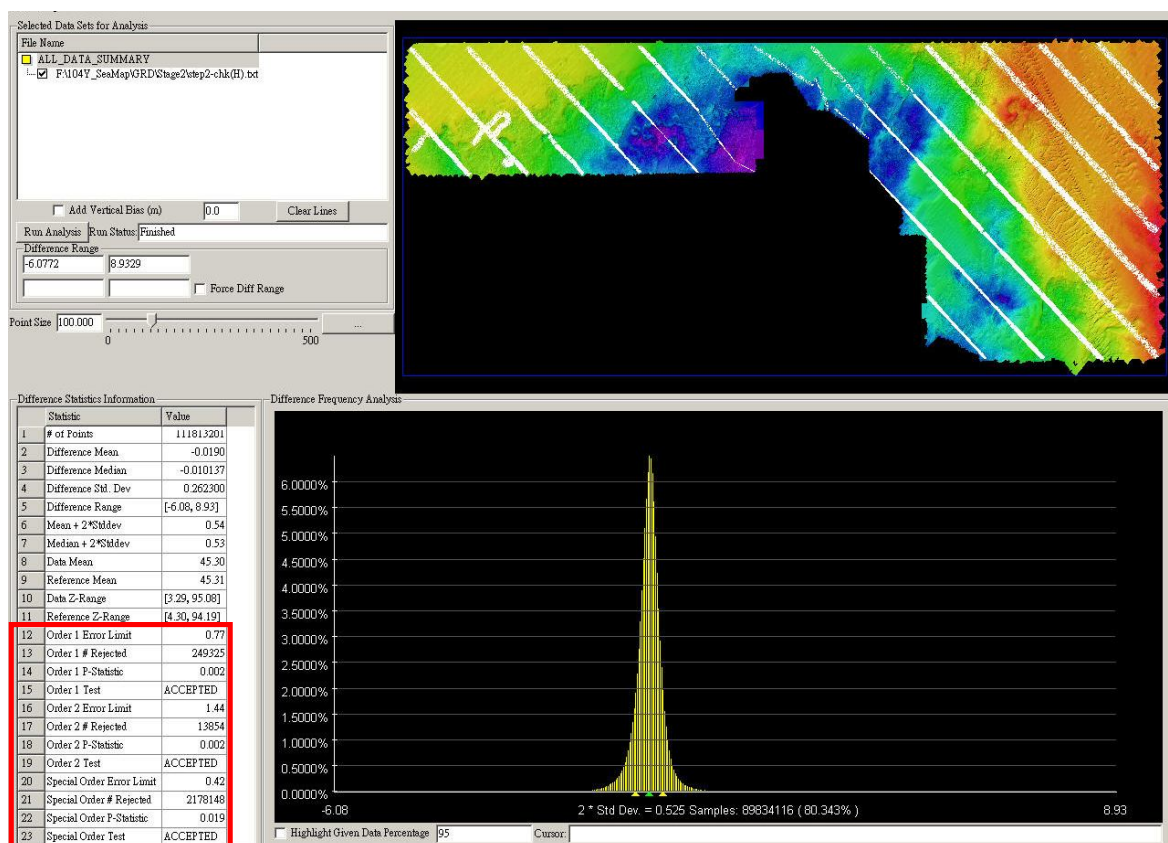 Selected Data Sets for Analysis
File Name
ALL_DATA_SUMMARY
F:\104Y_SeaMap\GRD\Stage2\step2-chk(H).txt
Add Vertical Bias (m) 0.0 Clear Lines
Run Analysis Run Status: Finished
Difference Range
-6.0772 8.9329
Force Diff Range
Point Size 100.000 ...
0 500
Difference Statistics Information
Statistic Value
1 # of Points 111813201
2 Difference Mean -0.0190
3 Difference Median -0.010137
4 Difference Std. Dev 0.262300
5 Difference Range [-6.08, 8.93]
6 Mean + 2*Stddev 0.54
7 Median + 2*Stddev 0.53
8 Data Mean 45.30
9 Reference Mean 45.31
10 Data Z-Range [3.29, 95.08]
11 Reference Z-Range [4.30, 94.19]
12 Order 1 Error Limit 0.77
13 Order 1 # Rejected 249325
14 Order 1 P-Statistic 0.002
15 Order 1 Test ACCEPTED
16 Order 2 Error Limit 1.44
17 Order 2 # Rejected 13854
18 Order 2 P-Statistic 0.002
19 Order 2 Test ACCEPTED
20 Special Order Error Limit 0.42
21 Special Order # Rejected 2178148
22 Special Order P-Statistic 0.019
23 Special Order Test ACCEPTED
Difference Frequency Analysis
6.0000%
5.5000%
5.0000%
4.5000%
4.0000%
3.5000%
3.0000%
2.5000%
2.0000%
1.5000%
1.0000%
0.5000%
0.0000%
-6.08 2 * Std Dev. = 0.525 Samples: 89834116 ( 80.343% ) 8.93
Highlight Given Data Percentage 95 Cursor: